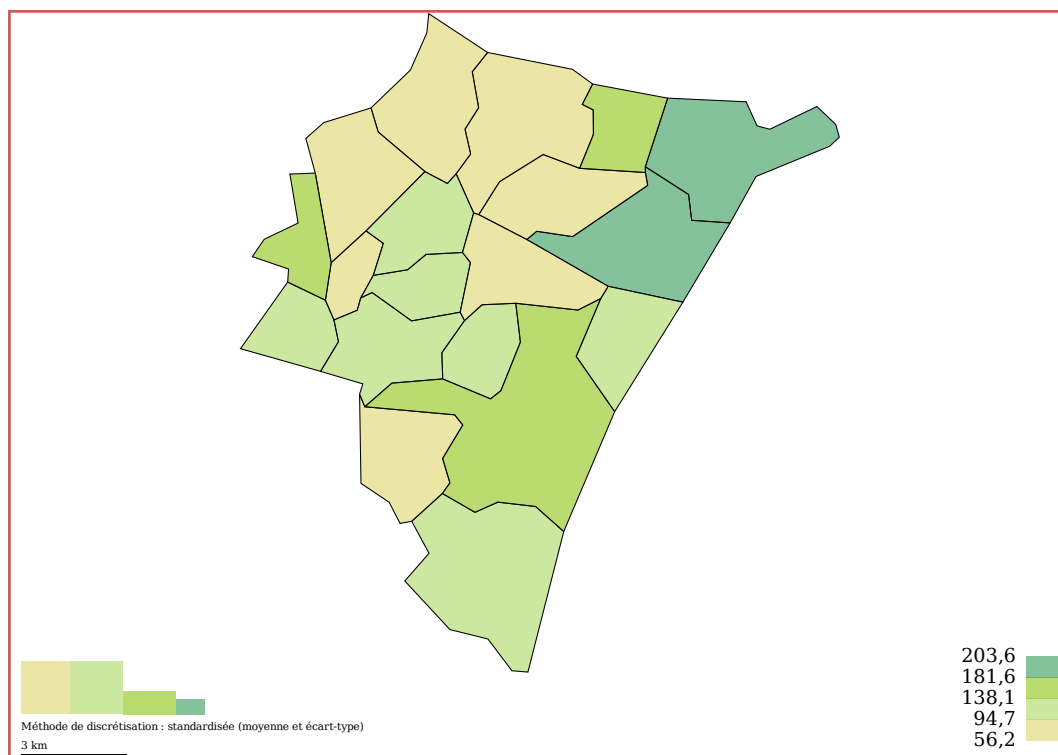 203,6
181,6
138,1
94,7
56,2
Méthode de discrétisation : standardisée (moyenne et écart-type)
3 km